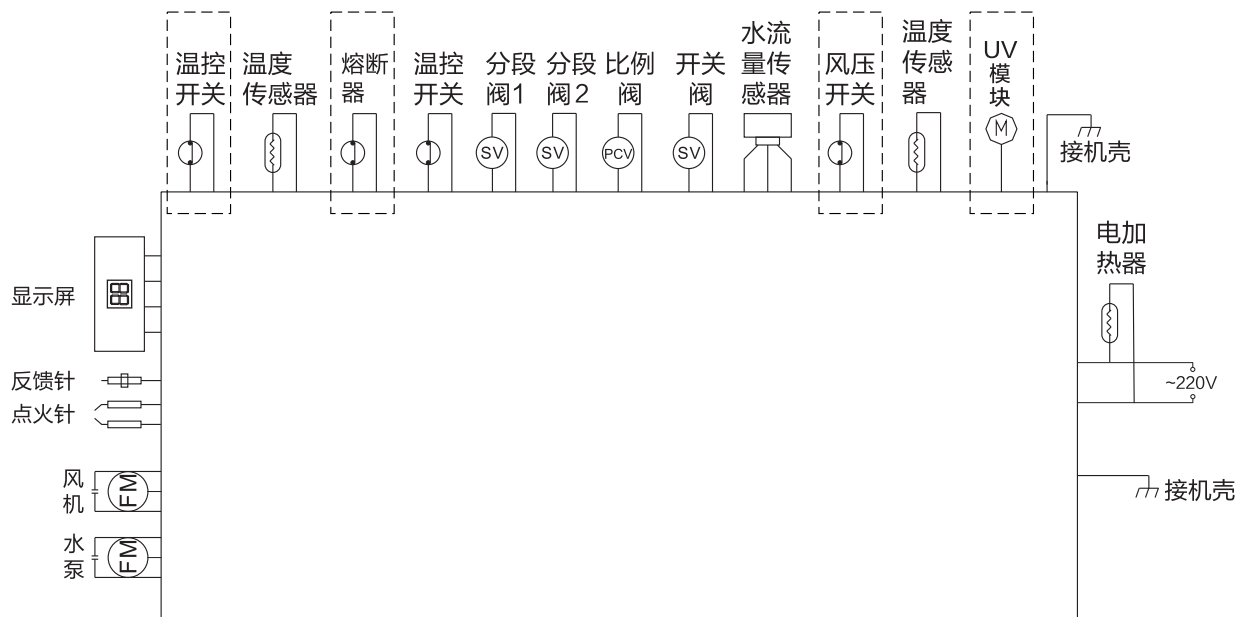 温控
开关
温度
传感器
熔断
器
温控
开关
分段
阀1
分段
阀2
比例
阀
开关
阀
水流
量传
感器
风压
开关
温度
传感
器
UV
模
块
SV
SV
PCV
SV
M
接机壳
电加
热器
显示屏
反馈针
点火针
~220V
风
机
FM
接机壳
水
泵
FM